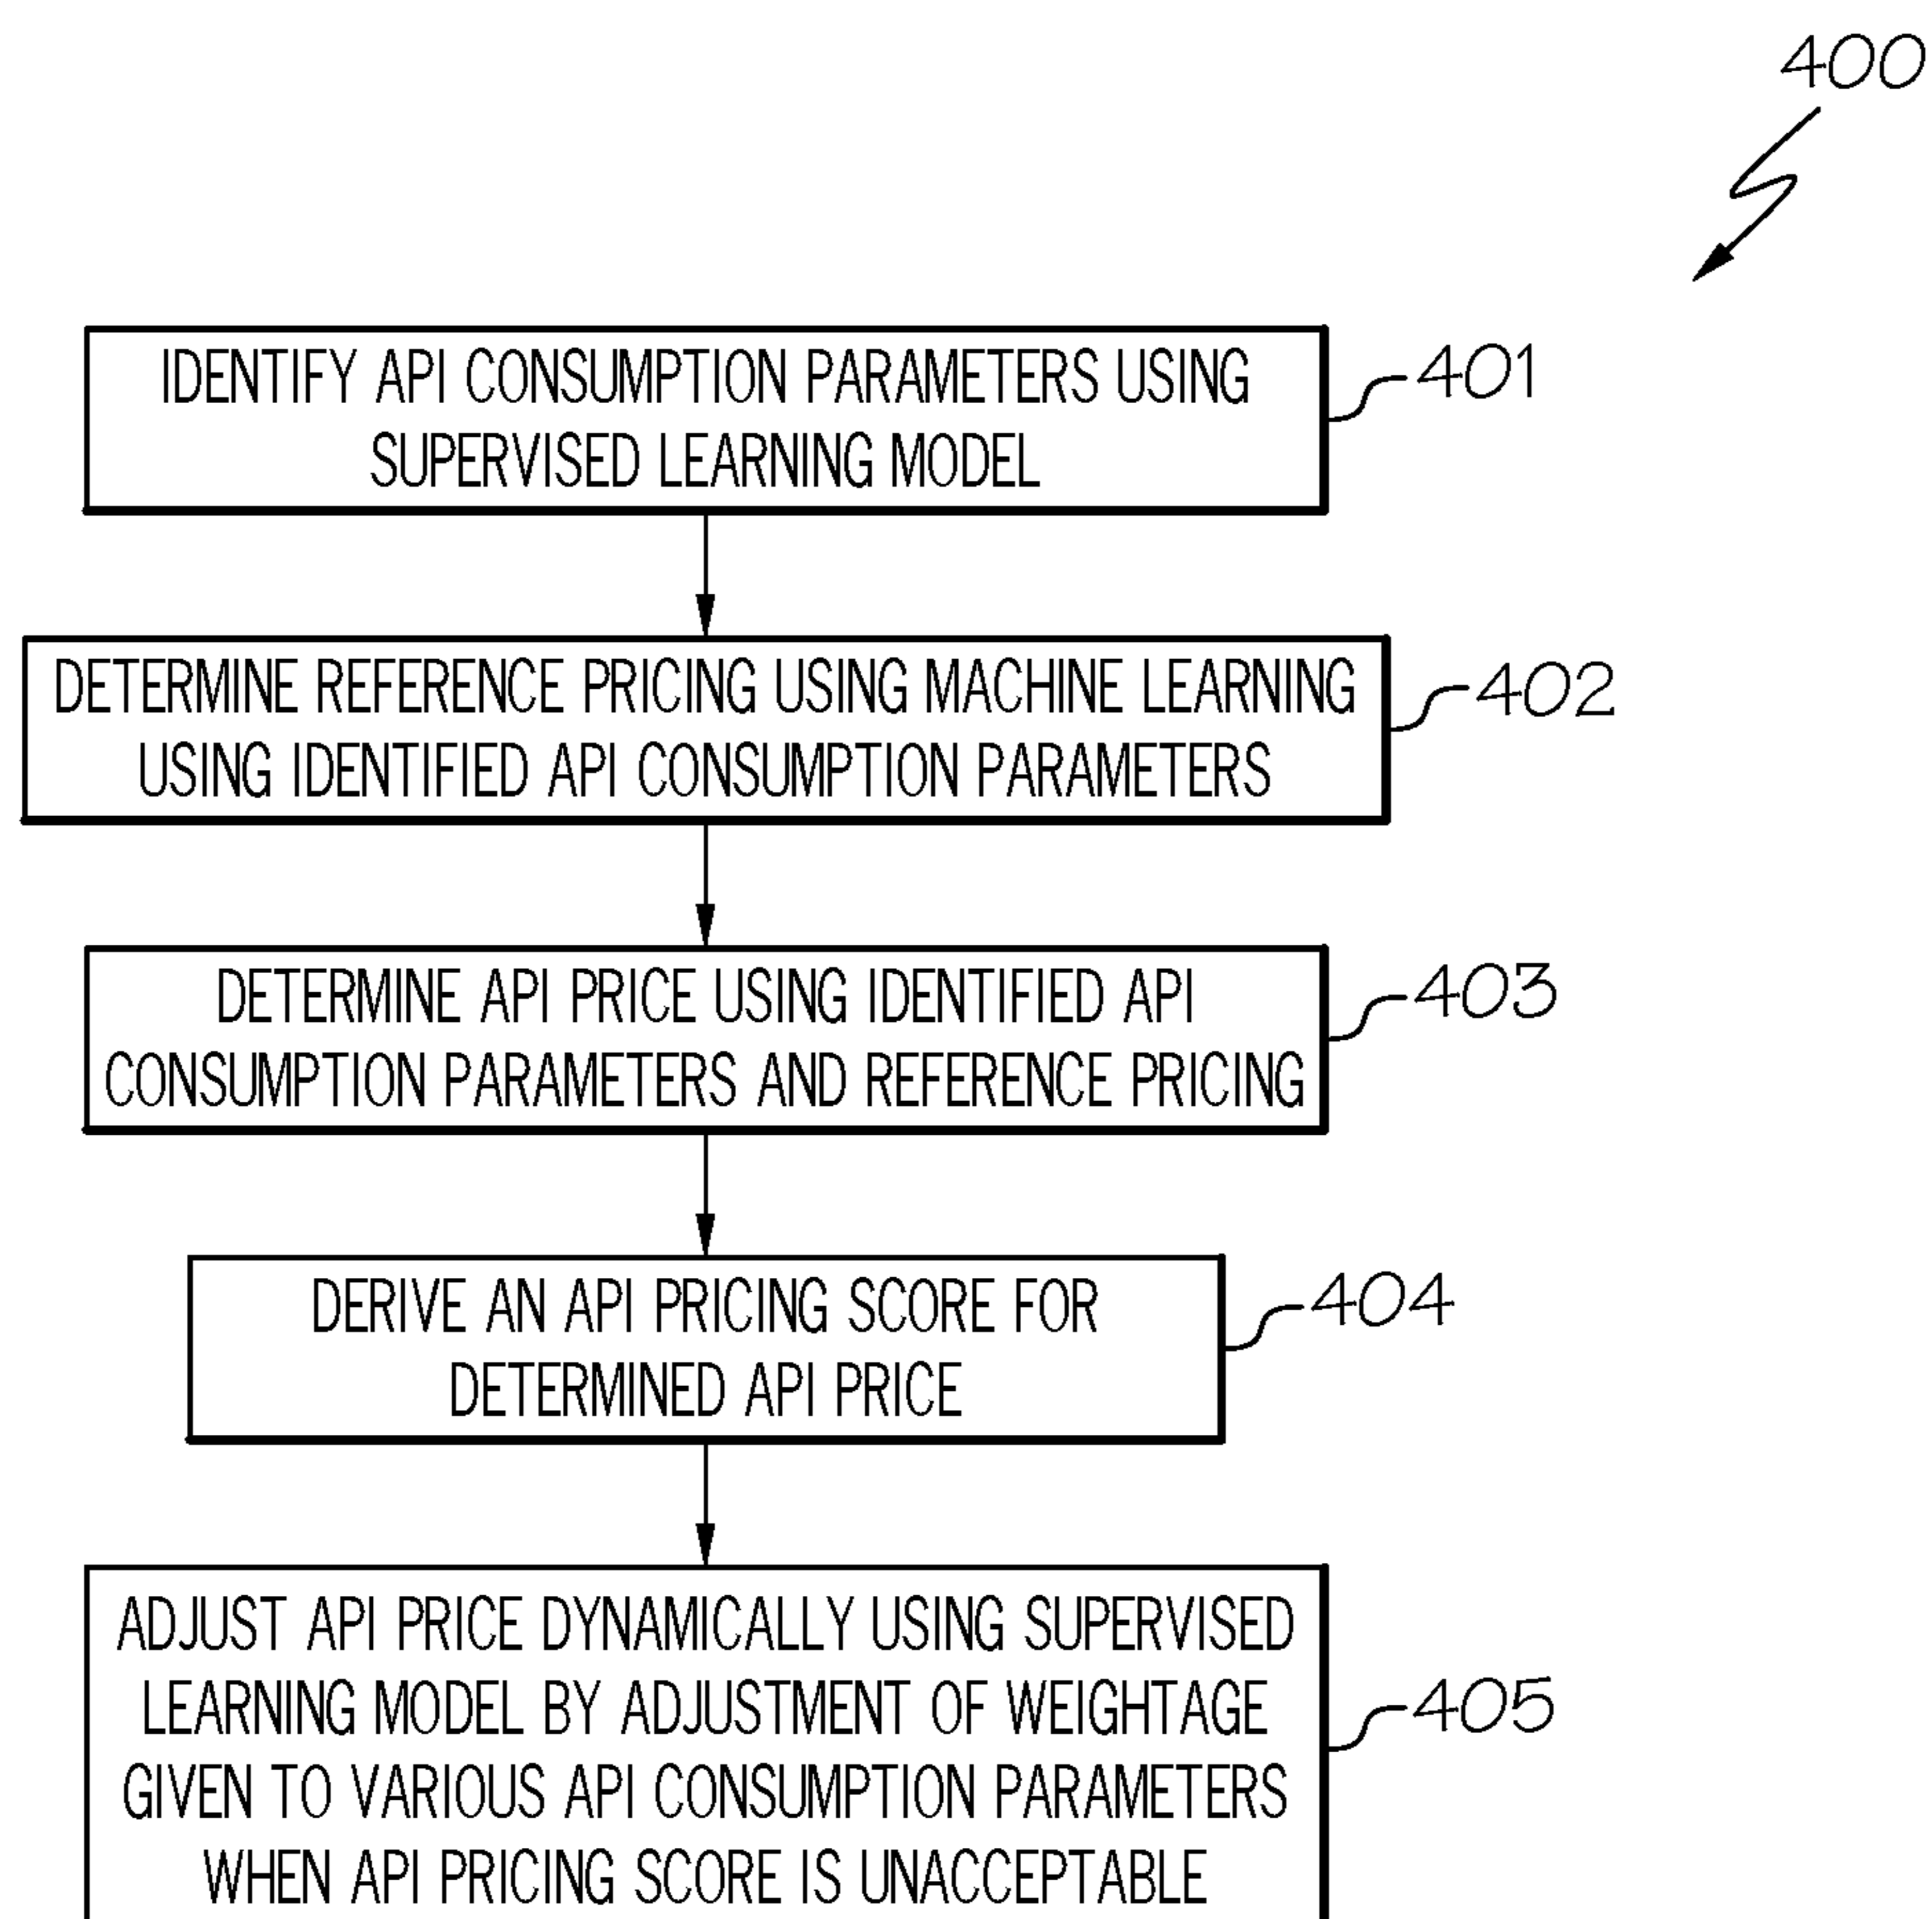 400
IDENTIFY API CONSUMPTION PARAMETERS USING
SUPERVISED LEARNING MODEL
401
DETERMINE REFERENCE PRICING USING MACHINE LEARNING
USING IDENTIFIED API CONSUMPTION PARAMETERS
402
DETERMINE API PRICE USING IDENTIFIED API
CONSUMPTION PARAMETERS AND REFERENCE PRICING
403
DERIVE AN API PRICING SCORE FOR
DETERMINED API PRICE
404
ADJUST API PRICE DYNAMICALLY USING SUPERVISED
LEARNING MODEL BY ADJUSTMENT OF WEIGHTAGE
GIVEN TO VARIOUS API CONSUMPTION PARAMETERS
WHEN API PRICING SCORE IS UNACCEPTABLE
405